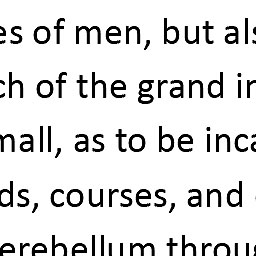 es of men, but als
ch of the grand in
mall, as to be inca
ds, courses, and
erebellum throug